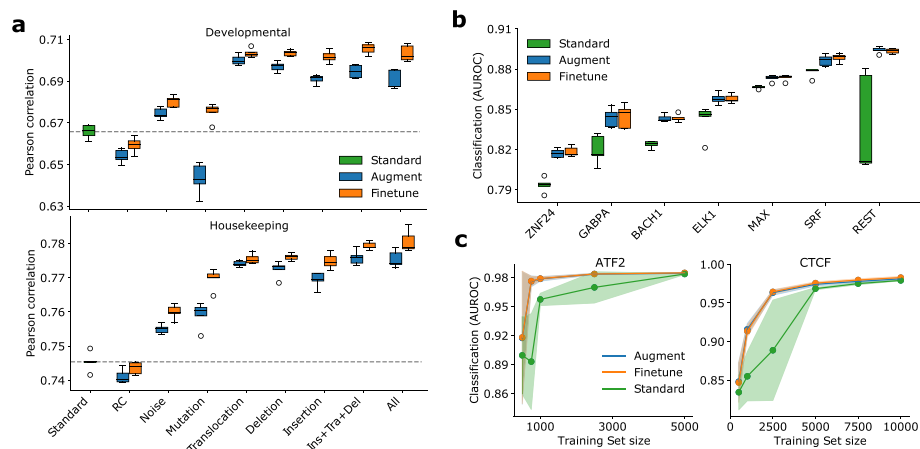 a
Developmental
Pearson correlation
0.71
0.69
0.67
0.65
0.63
Standard
Augment
Finetune
Housekeeping
Pearson correlation
0.78
0.77
0.76
0.75
0.74
Standard
RC
Noise
Mutation
Translocation
Deletion
Insertion
Ins+Tra+Del
All
b
Classification (AUROC)
0.91
0.88
0.85
0.82
0.79
Standard
Augment
Finetune
ZNF24
GABPA
BACH1
ELK1
MAX
SRF
REST
c
ATF2
Classification (AUROC)
0.98
0.95
0.92
0.89
0.86
Augment
Finetune
Standard
1000
3000
5000
Training Set size
CTCF
1.00
0.95
0.90
0.85
0
2500
5000
7500
10000
Training Set size